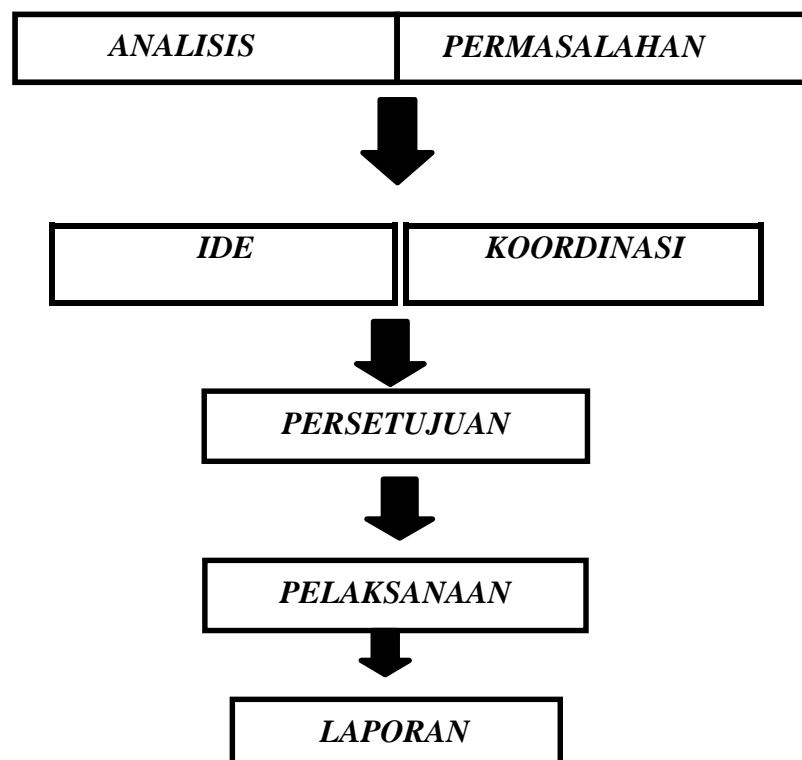 ANALISIS PERMASALAHAN
IDE KOORDINASI
PERSETUJUAN
PELAKSANAAN
LAPORAN